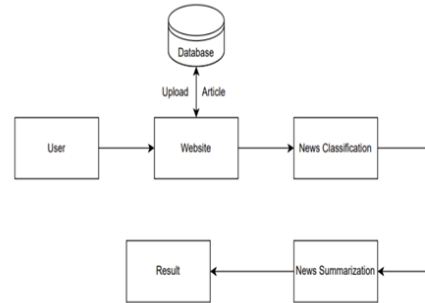 Database
Upload Article
User
Website
News Classification
Result
News Summarization